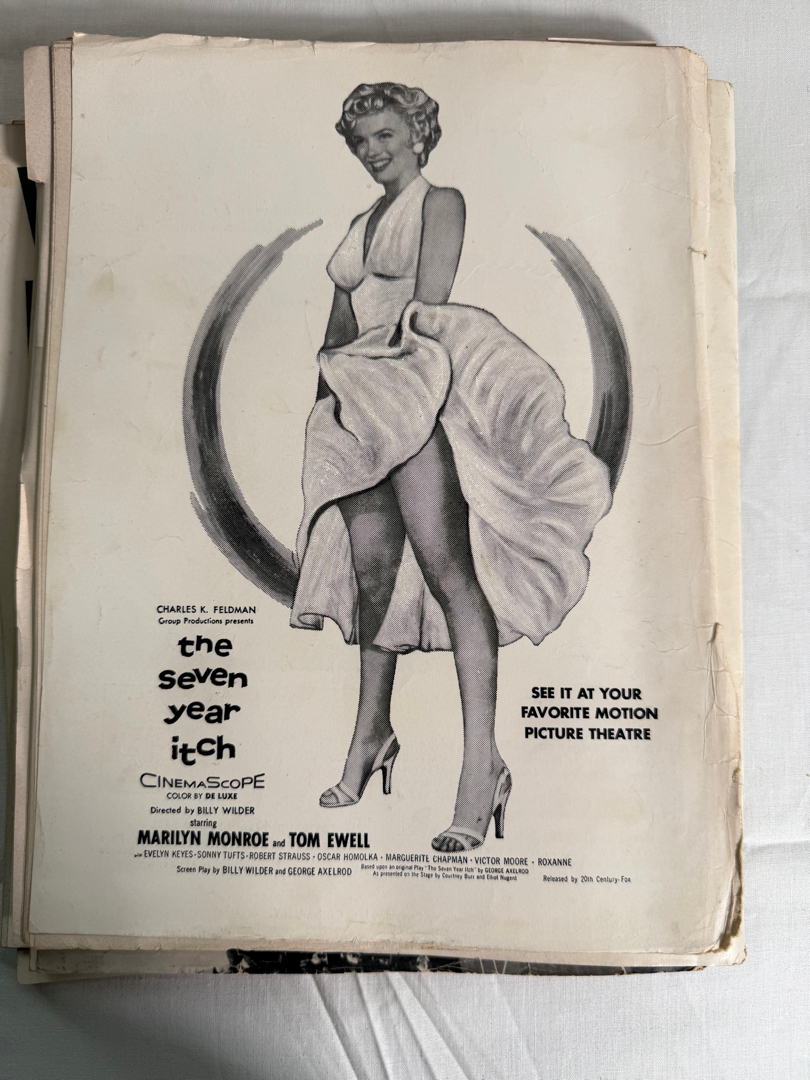 CHARLES K. FELDMAN
Group Productions presents
the
seven
year
itch
CINEMASCOPE
COLOR BY DE LUXE
Directed by BILLY WILDER
starring
MARILYN MONROE and TOM EWELL
with EVELYN KEYES · SONNY TUFTS · ROBERT STRAUSS · OSCAR HOMOLKA · MARGUERITE CHAPMAN · VICTOR MOORE · ROXANNE
Screen Play by BILLY WILDER and GEORGE AXELROD
Based upon an original Play "The Seven Year Itch" by GEORGE AXELROD
As presented on the Stage by Courtney Burr and Elliot Nugent
Released by 20th Century-Fox
SEE IT AT YOUR
FAVORITE MOTION
PICTURE THEATRE